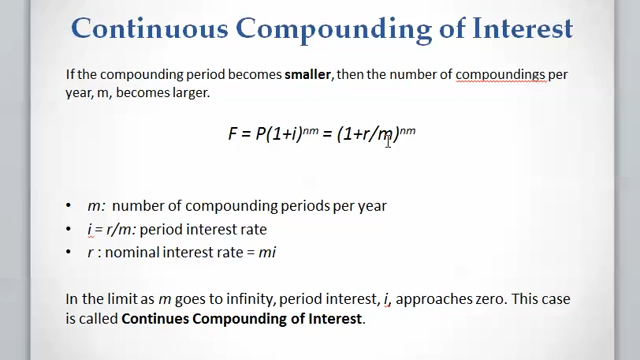 Continuous Compounding of Interest
If the compounding period becomes smaller, then the number of compoundings per
year, m, becomes larger.
F = P(1+i)ⁿᵐ = (1+r/m)ⁿᵐ
• m: number of compounding periods per year
• i = r/m: period interest rate
• r : nominal interest rate = mi
In the limit as m goes to infinity, period interest, i, approaches zero. This case
is called Continues Compounding of Interest.